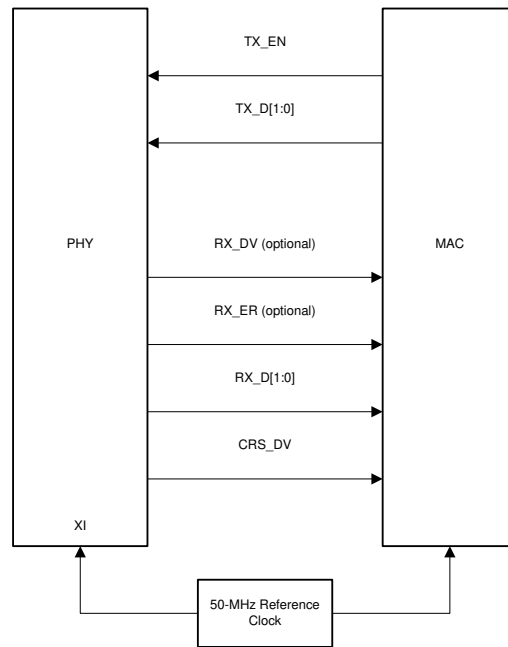 TX_EN
TX_D[1:0]
PHY
RX_DV (optional)
MAC
RX_ER (optional)
RX_D[1:0]
CRS_DV
XI
50-MHz Reference
Clock